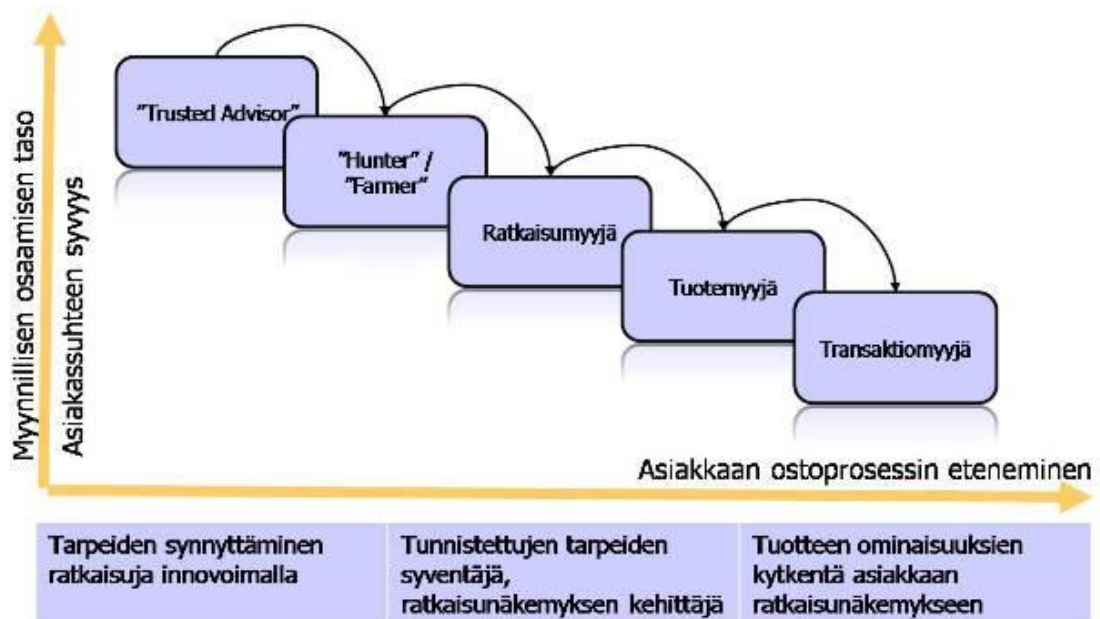 Myynnillisen osaamisen taso
Asiakassuhteen syvyys
"Trusted Advisor"
"Hunter" /
"Farmer"
Ratkaisumyyjä
Tuotemyyjä
Transaktiomyyjä
Asiakkaan ostoprosessin eteneminen
Tarpeiden synnyttäminen
ratkaisuja innovoimalla
Tunnistettujen tarpeiden
syventäjä,
ratkaisunäkemyksen kehittäjä
Tuotteen ominaisuuksien
kytkentä asiakkaan
ratkaisunäkemykseen